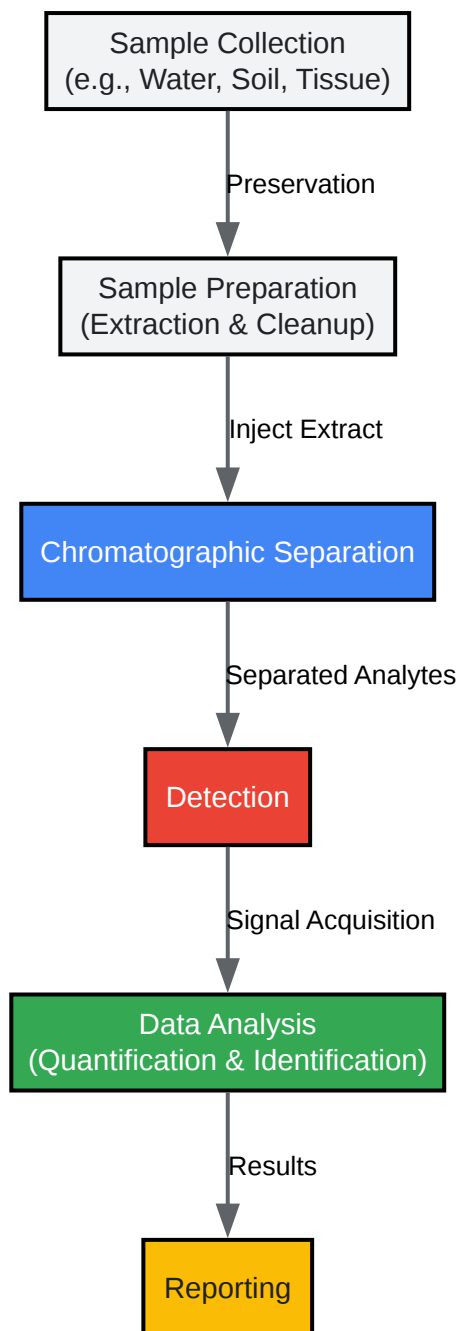 Sample Collection
(e.g., Water, Soil, Tissue)
Preservation
Sample Preparation
(Extraction & Cleanup)
Inject Extract
Chromatographic Separation
Separated Analytes
Detection
Signal Acquisition
Data Analysis
(Quantification & Identification)
Results
Reporting